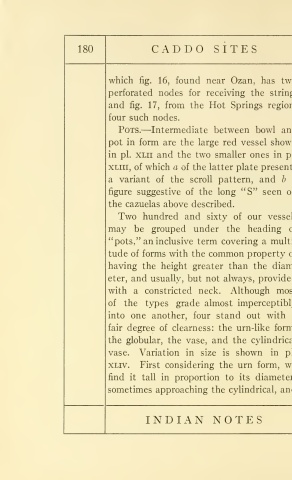 180
CADDO SITES
which fig. 16, found near Ozan, has tw
perforated nodes for receiving the string
and fig. 17, from the Hot Springs region
four such nodes.
POTS.—Intermediate between bowl an
pot in form are the large red vessel show
in pl. XLII and the two smaller ones in p
XLIII, of which a of the latter plate present
a variant of the scroll pattern, and b
figure suggestive of the long "S" seen o
the cazuelas above described.
Two hundred and sixty of our vessel
may be grouped under the heading o
"pots," an inclusive term covering a multi
tude of forms with the common property o
having the height greater than the diam
eter, and usually, but not always, provide
with a constricted neck. Although mos
of the types grade almost imperceptibl
into one another, four stand out with
fair degree of clearness: the urn-like form
the globular, the vase, and the cylindrica
vase. Variation in size is shown in p
XLIV. First considering the urn form, w
find it tall in proportion to its diameter
sometimes approaching the cylindrical, an
INDIAN NOTES